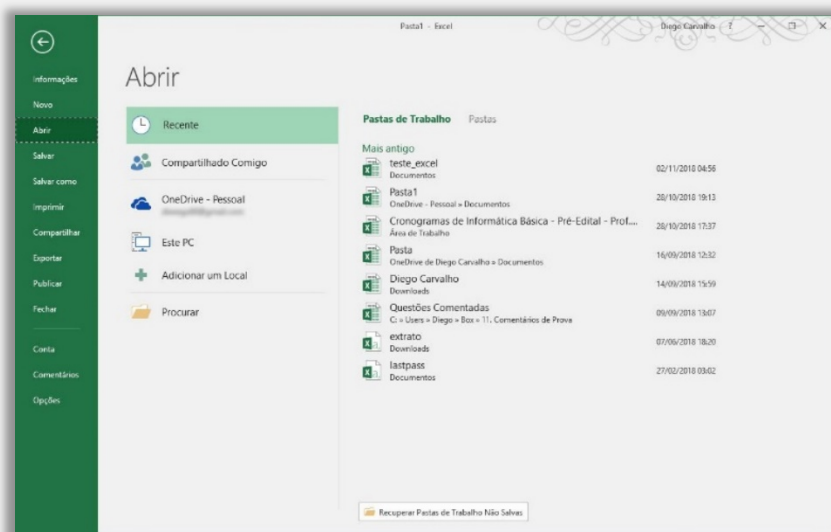 Pasta1 - Excel
Diego Carvalho
?
Informações
Novo
Abrir
Salvar
Salvar como
Imprimir
Compartilhar
Exportar
Publicar
Fechar
Conta
Comentários
Opções
Abrir
Recente
Compartilhado Comigo
OneDrive - Pessoal
Este PC
Adicionar um Local
Procurar
Pastas de Trabalho Pastas
Mais antigo
teste_excel 02/11/2018 04:56
Documentos
Pasta1 28/10/2018 19:13
OneDrive - Pessoal » Documentos
Cronogramas de Informática Básica - Pré-Edital - Prof.... 28/10/2018 17:37
Área de Trabalho
Pasta 16/09/2018 12:32
OneDrive de Diego Carvalho » Documentos
Diego Carvalho 14/09/2018 15:59
Downloads
Questões Comentadas 09/09/2018 13:07
C: » Users » Diego » Box » 11. Comentários de Prova
extrato 07/06/2018 18:20
Downloads
lastpass 27/02/2018 03:02
Documentos
Recuperar Pastas de Trabalho Não Salvas